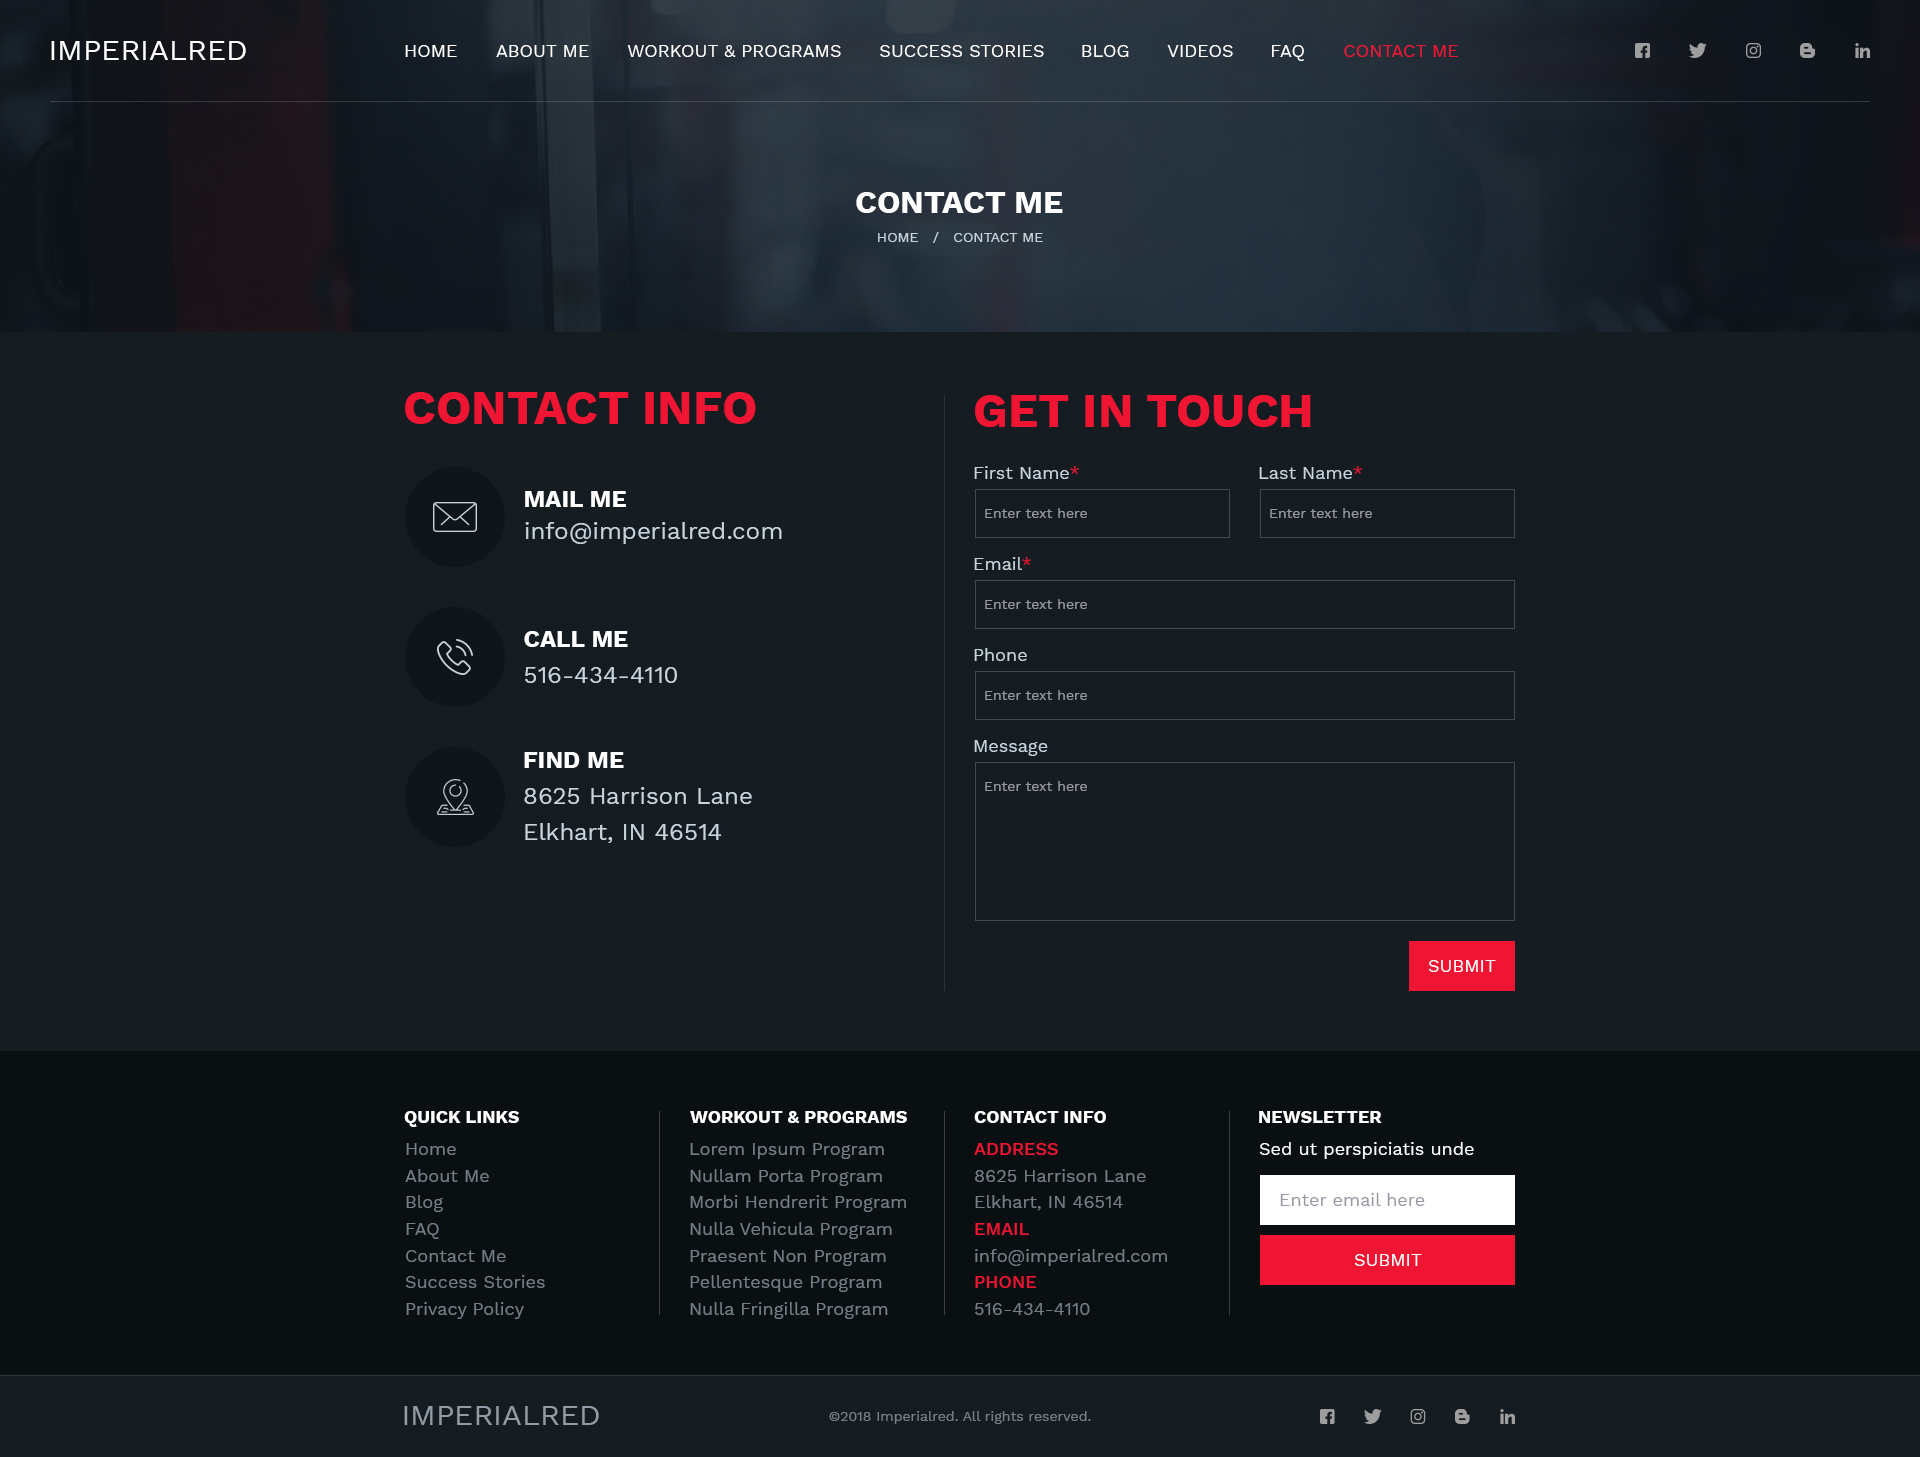 IMPERIALRED
HOME ABOUT ME WORKOUT & PROGRAMS SUCCESS STORIES BLOG VIDEOS FAQ CONTACT ME
CONTACT ME
HOME / CONTACT ME
CONTACT INFO
MAIL ME
info@imperialred.com
CALL ME
516-434-4110
FIND ME
8625 Harrison Lane
Elkhart, IN 46514
GET IN TOUCH
First Name* Last Name*
Enter text here Enter text here
Email*
Enter text here
Phone
Enter text here
Message
Enter text here
SUBMIT
QUICK LINKS
Home
About Me
Blog
FAQ
Contact Me
Success Stories
Privacy Policy
WORKOUT & PROGRAMS
Lorem Ipsum Program
Nullam Porta Program
Morbi Hendrerit Program
Nulla Vehicula Program
Praesent Non Program
Pellentesque Program
Nulla Fringilla Program
CONTACT INFO
ADDRESS
8625 Harrison Lane
Elkhart, IN 46514
EMAIL
info@imperialred.com
PHONE
516-434-4110
NEWSLETTER
Sed ut perspiciatis unde
Enter email here
SUBMIT
IMPERIALRED
©2018 Imperialred. All rights reserved.